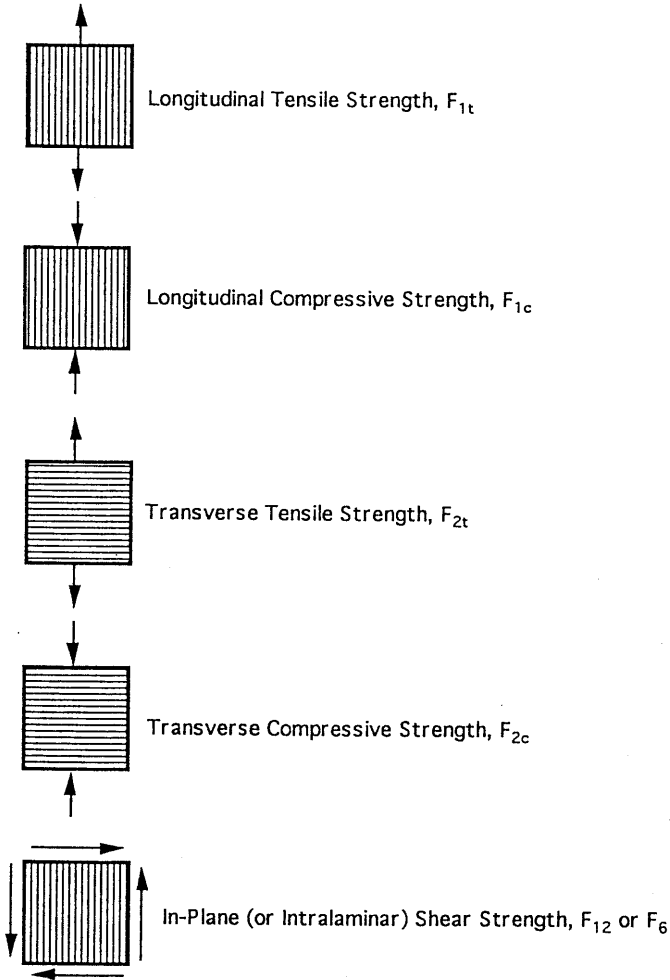 Longitudinal Tensile Strength, F1t
Longitudinal Compressive Strength, F1c
Transverse Tensile Strength, F2t
Transverse Compressive Strength, F2c
In-Plane (or Intralaminar) Shear Strength, F12 or F6